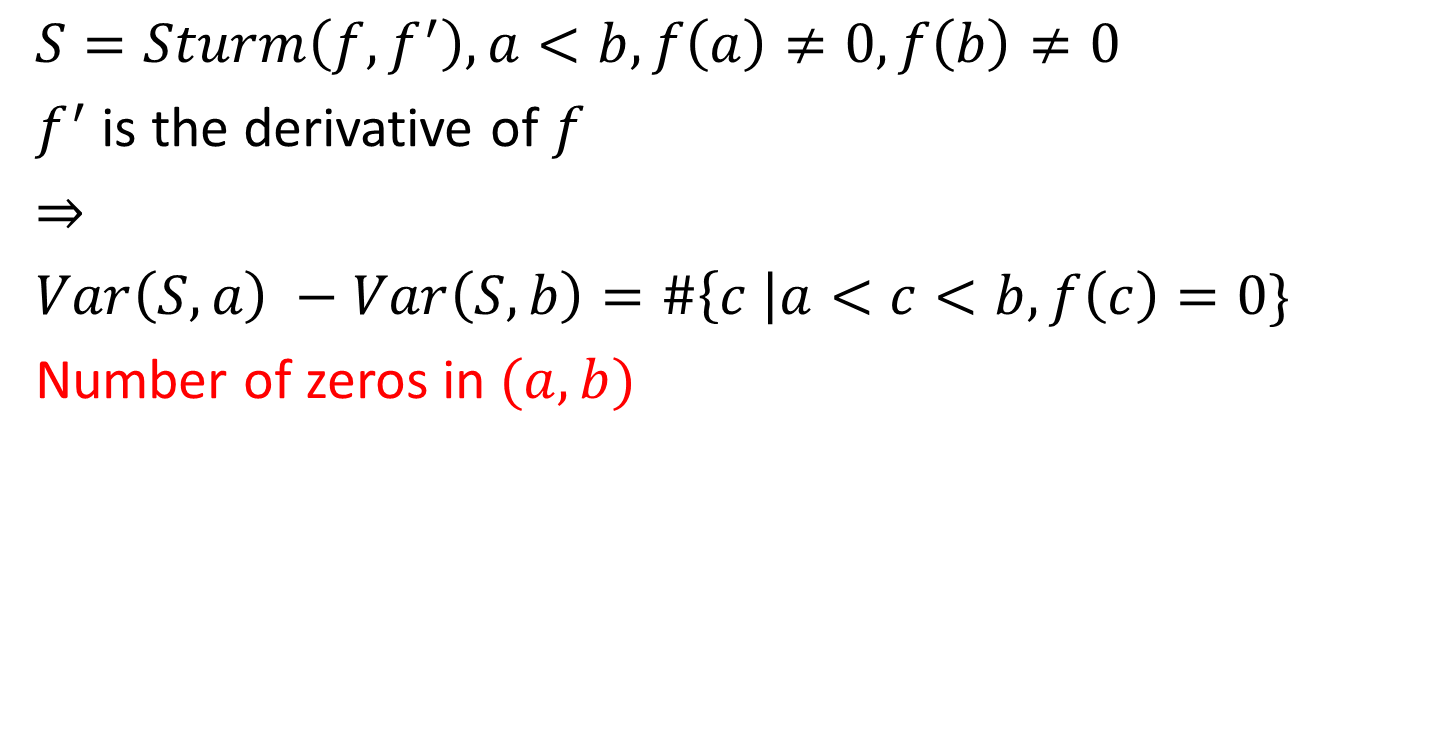 S = Sturm(f, f′), a < b, f(a) ≠ 0, f(b) ≠ 0
f′ is the derivative of f
⇒
Var(S, a) − Var(S, b) = #{c |a < c < b, f(c) = 0}
Number of zeros in (a, b)